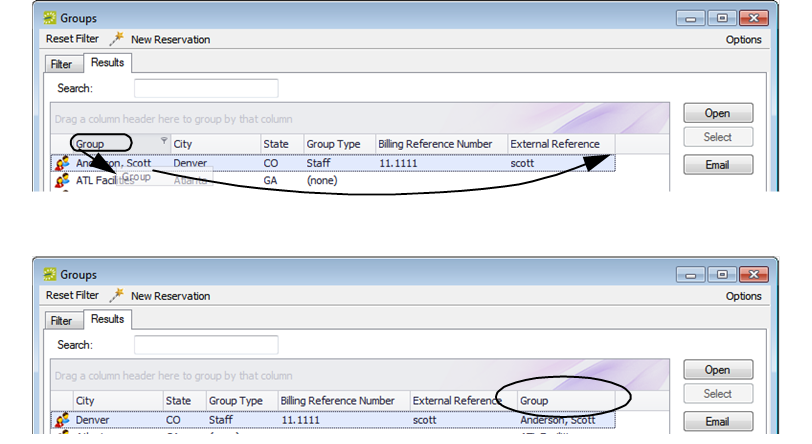 Groups
Reset Filter New Reservation Options
Filter Results
Search:
Drag a column header here to group by that column
Open
Group City State Group Type Billing Reference Number External Reference
Select
Anderson, Scott Denver CO Staff 11.1111 scott
Email
Group
ATL Facilities Atlanta GA (none)
Groups
Reset Filter New Reservation Options
Filter Results
Search:
Drag a column header here to group by that column
Open
City State Group Type Billing Reference Number External Reference Group
Select
Denver CO Staff 11.1111 scott Anderson, Scott
Email